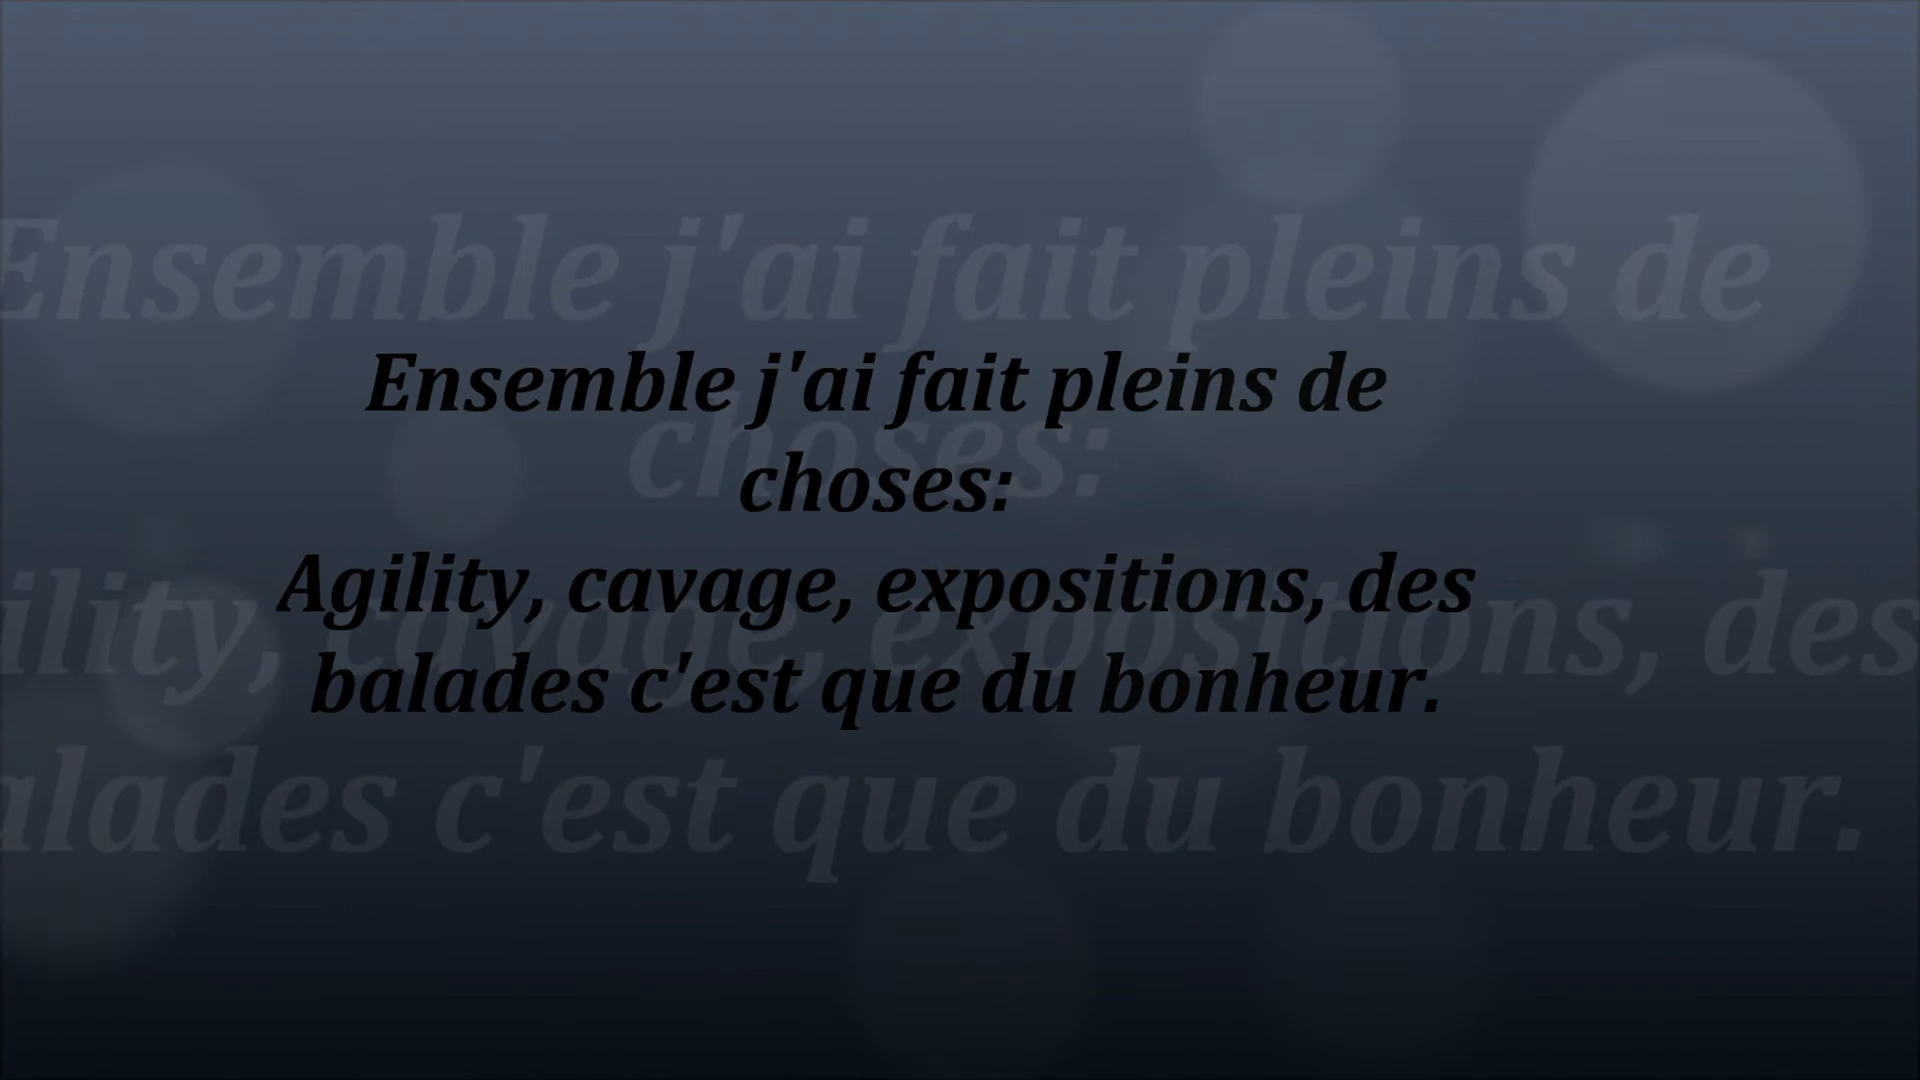 Ensemble j'ai fait pleins de
choses:
Agility, cavage, expositions, des
balades c'est que du bonheur.